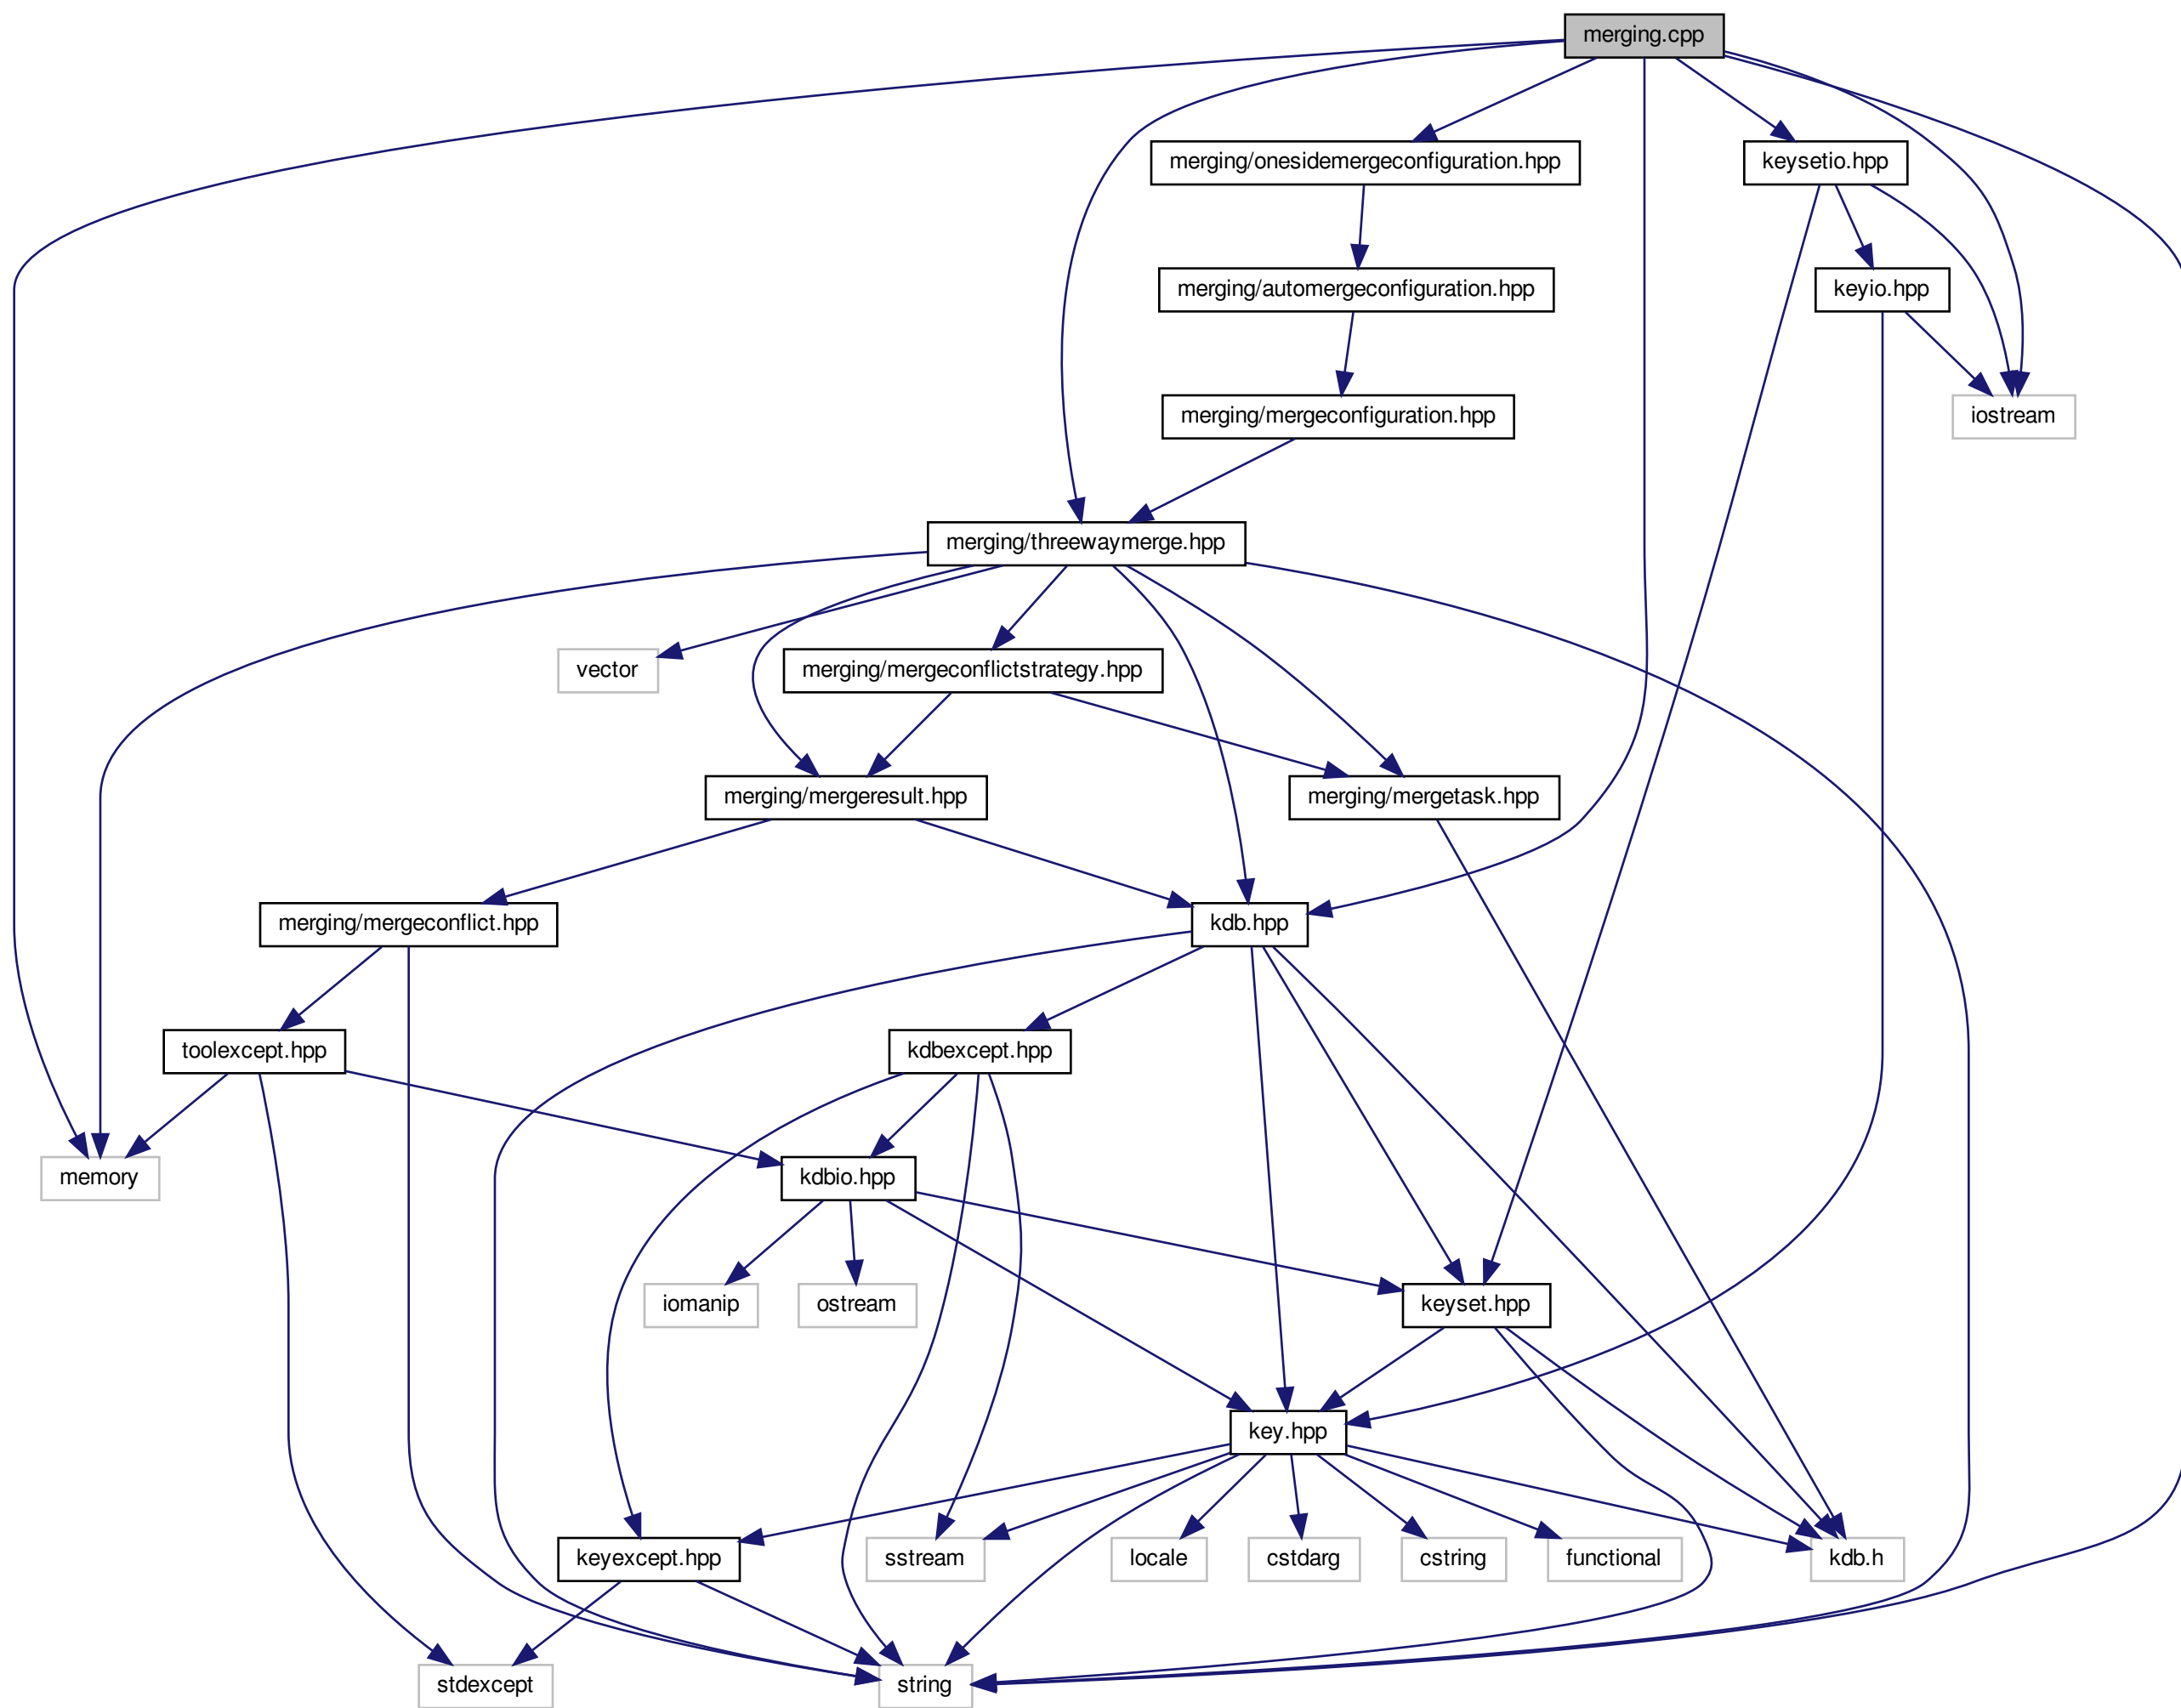 merging.cpp
merging/onesidemergeconfiguration.hpp
keysetio.hpp
merging/automergeconfiguration.hpp
keyio.hpp
merging/mergeconfiguration.hpp
iostream
merging/threewaymerge.hpp
vector
merging/mergeconflictstrategy.hpp
merging/mergeresult.hpp
merging/mergetask.hpp
merging/mergeconflict.hpp
kdb.hpp
toolexcept.hpp
kdbexcept.hpp
memory
kdbio.hpp
iomanip
ostream
keyset.hpp
key.hpp
keyexcept.hpp
sstream
locale
cstdarg
cstring
functional
kdb.h
stdexcept
string